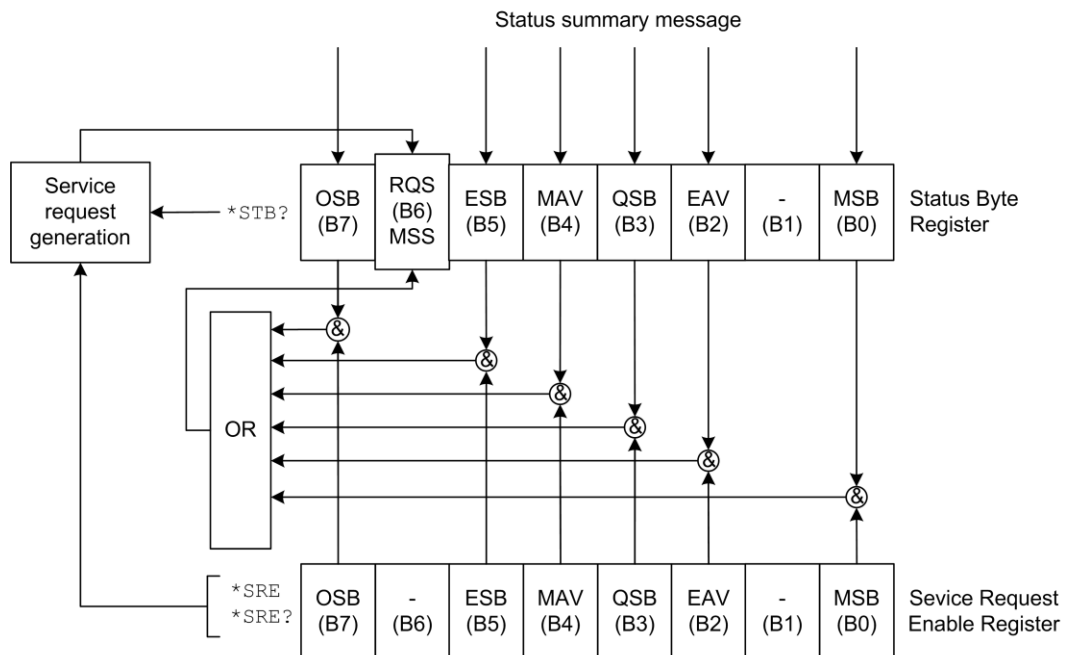 Status summary message
Service
request
generation
*STB?
OSB
(B7)
RQS
(B6)
MSS
ESB
(B5)
MAV
(B4)
QSB
(B3)
EAV
(B2)
-
(B1)
MSB
(B0)
Status Byte
Register
&
&
&
&
&
&
OR
*SRE
*SRE?
OSB
(B7)
-
(B6)
ESB
(B5)
MAV
(B4)
QSB
(B3)
EAV
(B2)
-
(B1)
MSB
(B0)
Sevice Request
Enable Register